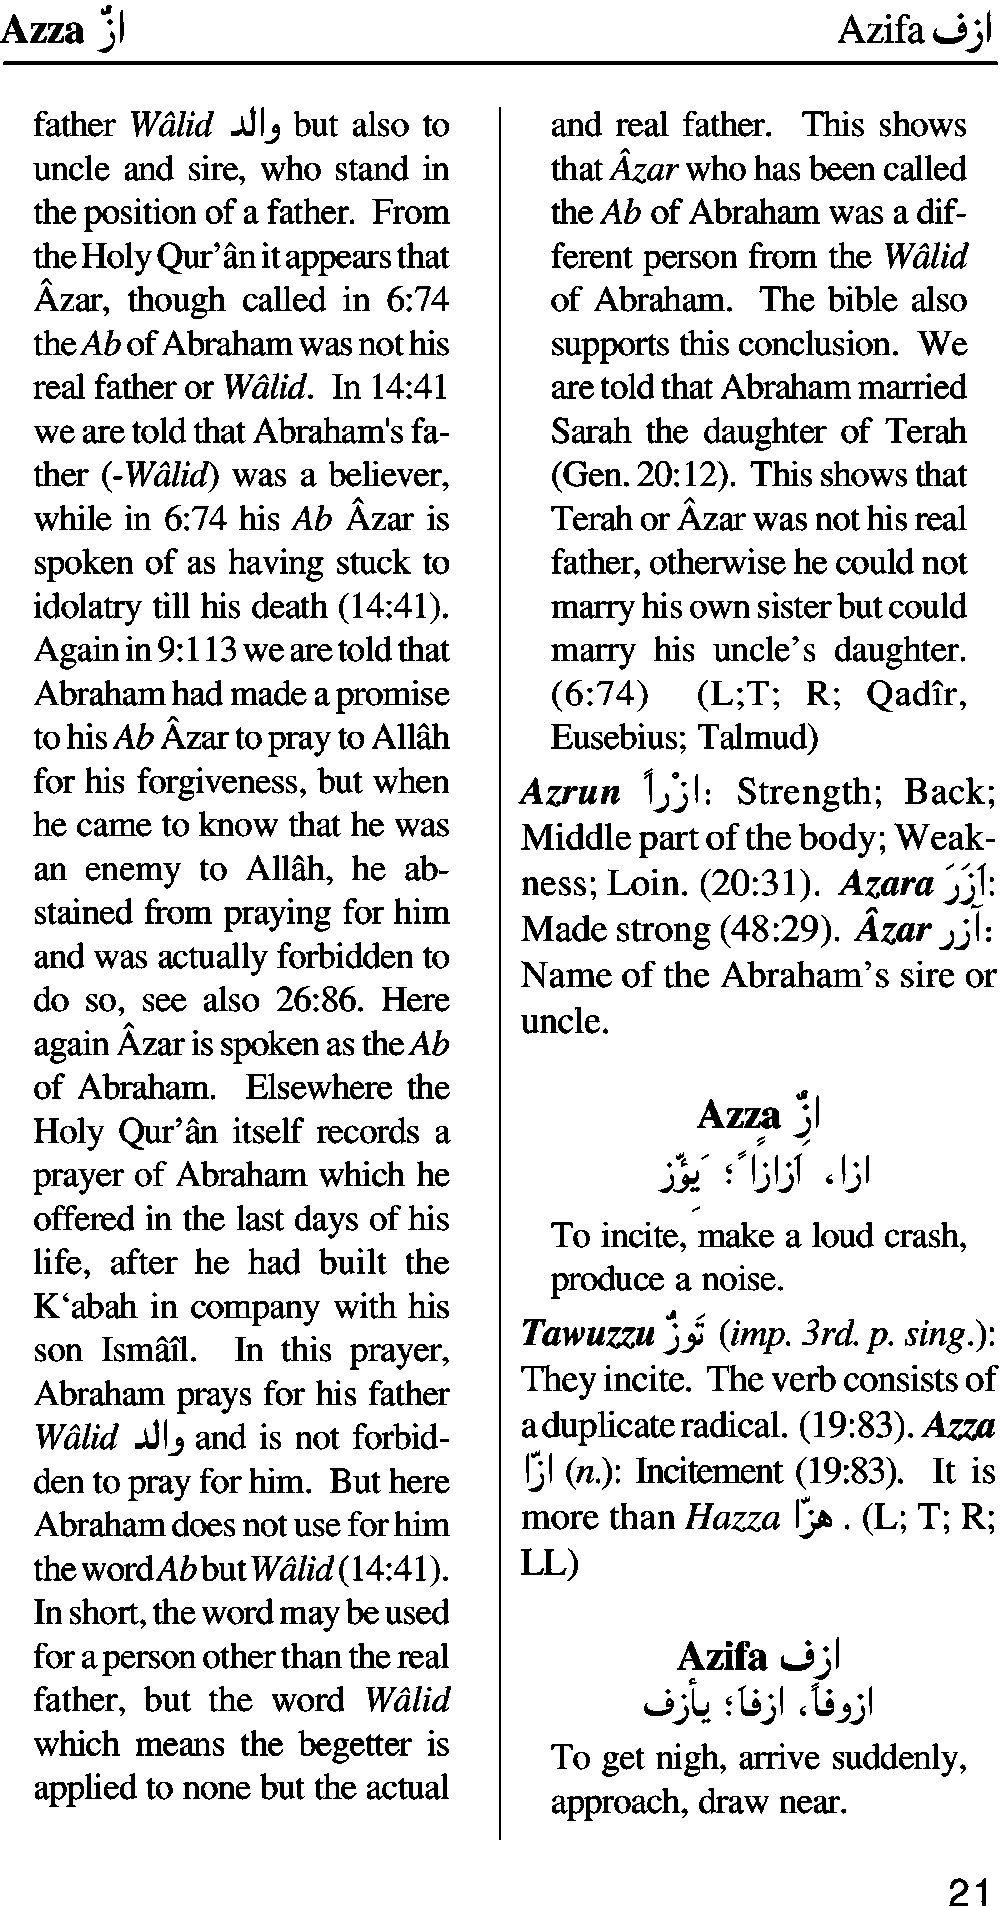 Azza ازّ
Azifa ازف
father Wâlid والد but also to
uncle and sire, who stand in
the position of a father. From
the Holy Qur’ân it appears that
Âzar, though called in 6:74
the Ab of Abraham was not his
real father or Wâlid. In 14:41
we are told that Abraham's fa-
ther (-Wâlid) was a believer,
while in 6:74 his Ab Âzar is
spoken of as having stuck to
idolatry till his death (14:41).
Again in 9:113 we are told that
Abraham had made a promise
to his Ab Âzar to pray to Allâh
for his forgiveness, but when
he came to know that he was
an enemy to Allâh, he ab-
stained from praying for him
and was actually forbidden to
do so, see also 26:86. Here
again Âzar is spoken as the Ab
of Abraham. Elsewhere the
Holy Qur’ân itself records a
prayer of Abraham which he
offered in the last days of his
life, after he had built the
K‘abah in company with his
son Ismâîl. In this prayer,
Abraham prays for his father
Wâlid والد and is not forbid-
den to pray for him. But here
Abraham does not use for him
the word Ab but Wâlid (14:41).
In short, the word may be used
for a person other than the real
father, but the word Wâlid
which means the begetter is
applied to none but the actual
and real father. This shows
that Âzar who has been called
the Ab of Abraham was a dif-
ferent person from the Wâlid
of Abraham. The bible also
supports this conclusion. We
are told that Abraham married
Sarah the daughter of Terah
(Gen. 20:12). This shows that
Terah or Âzar was not his real
father, otherwise he could not
marry his own sister but could
marry his uncle’s daughter.
(6:74) (L;T; R; Qadîr,
Eusebius; Talmud)
Azrun ازْراً: Strength; Back;
Middle part of the body; Weak-
ness; Loin. (20:31). Azara اَزَرَ:
Made strong (48:29). Âzar آزر:
Name of the Abraham’s sire or
uncle.
Azza ازّ
ازا، اَزازاً؛ يَؤّز
To incite, make a loud crash,
produce a noise.
Tawuzzu تَوزُّ (imp. 3rd. p. sing.):
They incite. The verb consists of
a duplicate radical. (19:83). Azza
ازّا (n.): Incitement (19:83). It is
more than Hazza هزّا . (L; T; R;
LL)
Azifa ازِف
ازوفاً، ازفاً؛ يأزف
To get nigh, arrive suddenly,
approach, draw near.
21